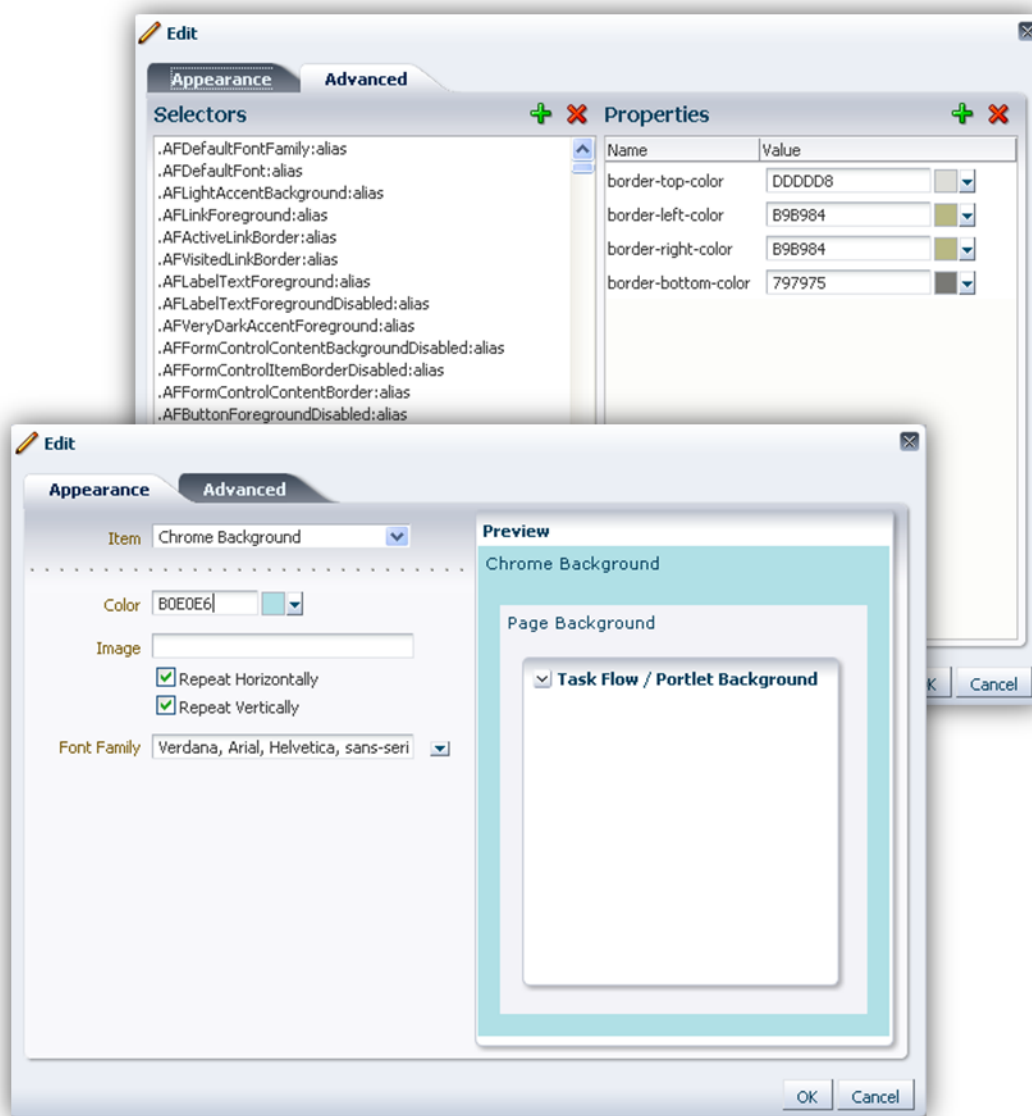 Edit
Appearance Advanced
Selectors Properties
.AFDefaultFontFamily:alias
.AFDefaultFont:alias
.AFLightAccentBackground:alias
.AFLinkForeground:alias
.AFActiveLinkBorder:alias
.AFVisitedLinkBorder:alias
.AFLabelTextForeground:alias
.AFLabelTextForegroundDisabled:alias
.AFVeryDarkAccentForeground:alias
.AFFormControlContentBackgroundDisabled:alias
.AFFormControlItemBorderDisabled:alias
.AFFormControlContentBorder:alias
.AFButtonForegroundDisabled:alias
Name Value
border-top-color DDDDD8
border-left-color B9B984
border-right-color B9B984
border-bottom-color 797975
K Cancel
Edit
Appearance Advanced
Item Chrome Background
Color B0E0E6
Image
Repeat Horizontally
Repeat Vertically
Font Family Verdana, Arial, Helvetica, sans-seri
Preview
Chrome Background
Page Background
Task Flow / Portlet Background
OK Cancel